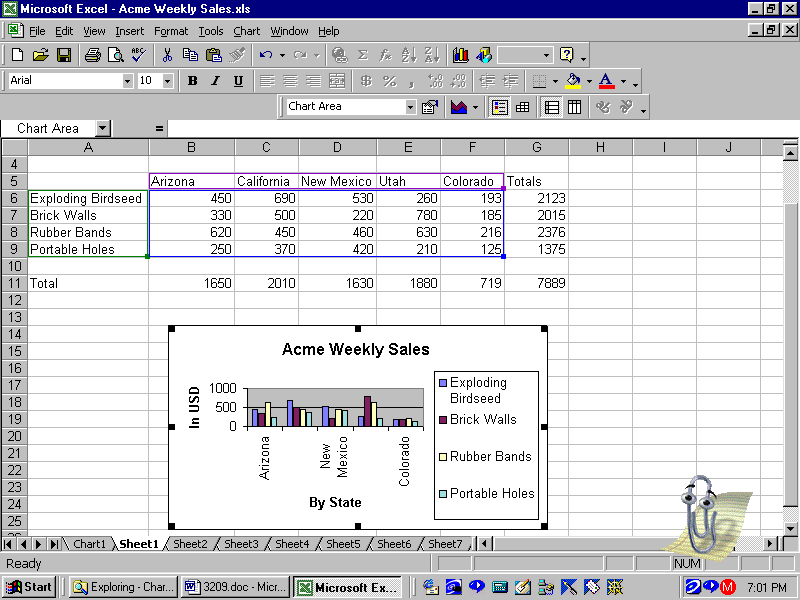 Microsoft Excel - Acme Weekly Sales.xls
File Edit View Insert Format Tools Chart Window Help
Arial 10 B I U $ % ,
Chart Area
Chart Area =
A B C D E F G H I J
4
5 Arizona California New Mexico Utah Colorado Totals
6 Exploding Birdseed 450 690 530 260 193 2123
7 Brick Walls 330 500 220 780 185 2015
8 Rubber Bands 620 450 460 630 216 2376
9 Portable Holes 250 370 420 210 125 1375
10
11 Total 1650 2010 1630 1880 719 7889
12
13
14
15
16
17
18
19
20
21
22
23
24
25
Acme Weekly Sales
In USD
1000
500
0
Arizona
New Mexico
Colorado
By State
Exploding Birdseed
Brick Walls
Rubber Bands
Portable Holes
Chart1 Sheet1 Sheet2 Sheet3 Sheet4 Sheet5 Sheet6 Sheet7
Ready NUM
Start Exploring - Char... 3209.doc - Micr... Microsoft Ex... 7:01 PM